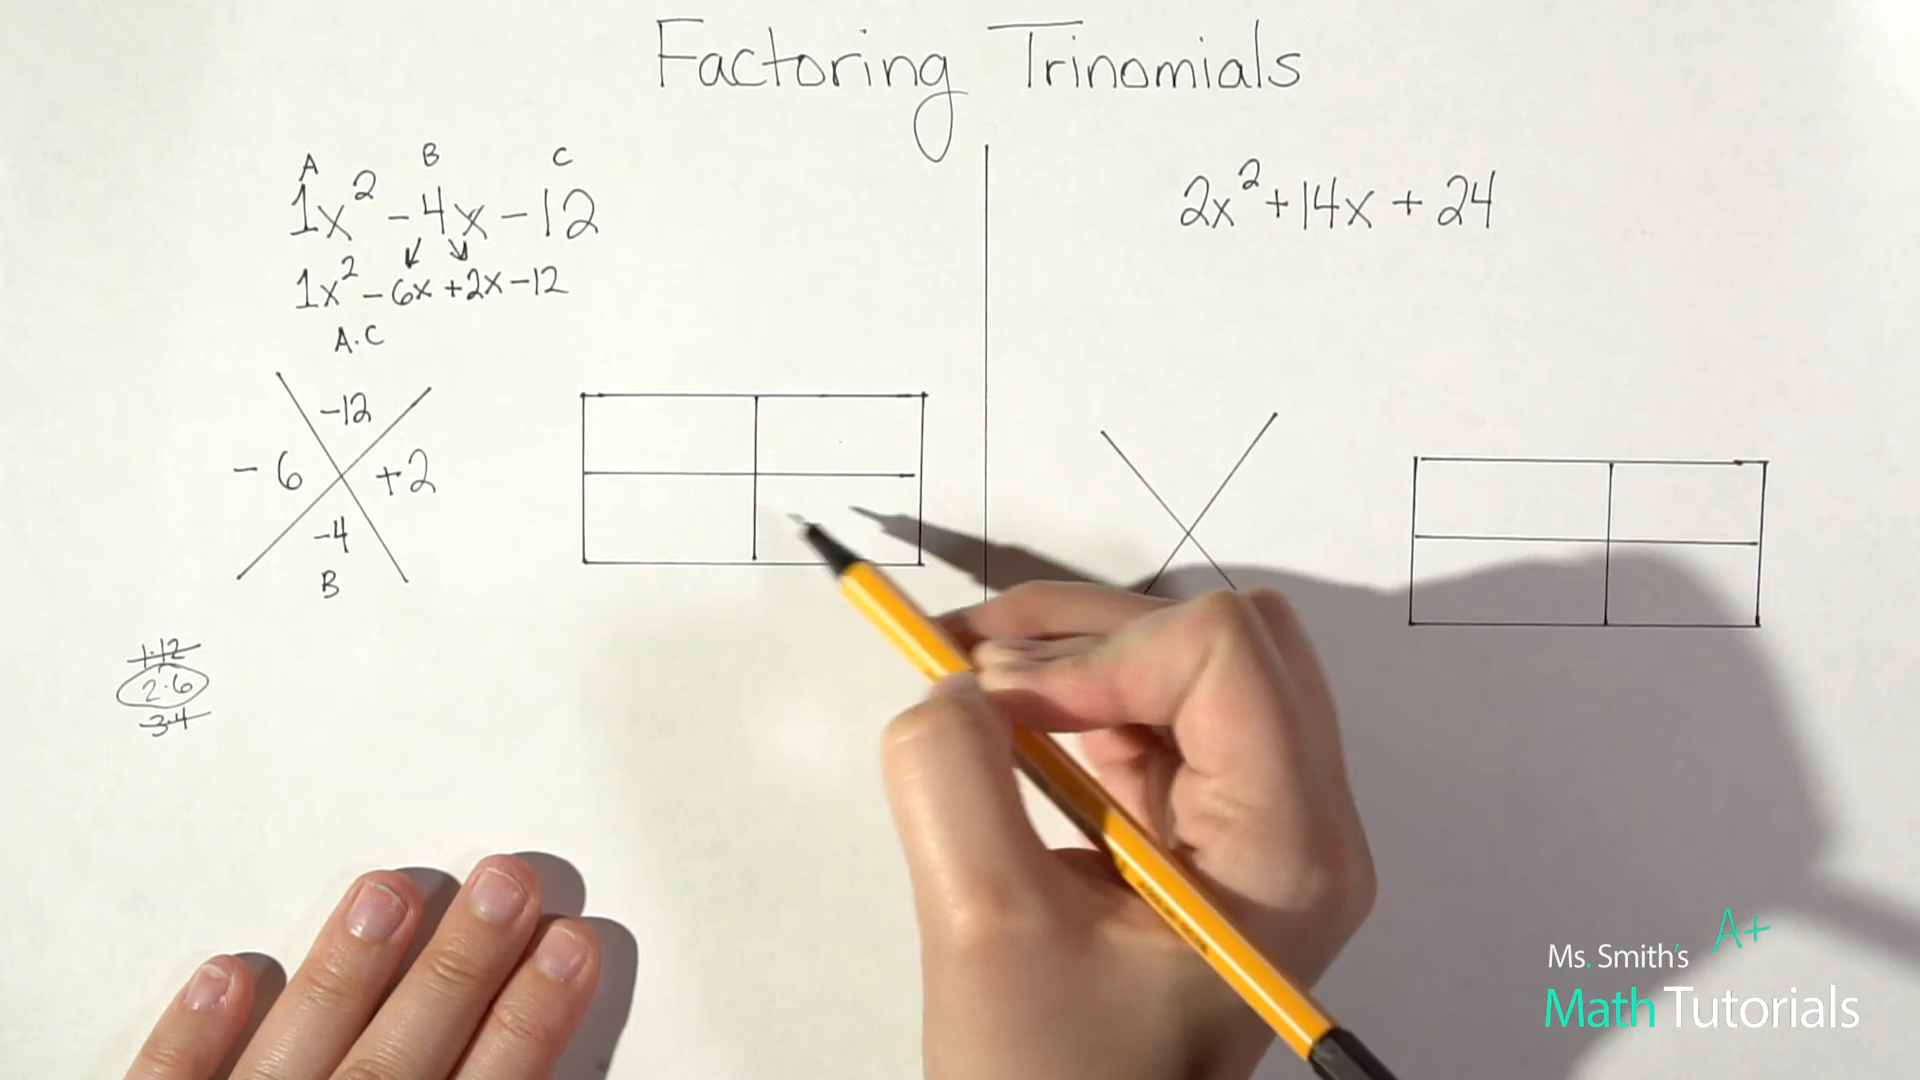 Factoring Trinomials
A B C
1x² - 4x - 12
1x² - 6x + 2x - 12
A·C
-12
-6 +2
-4
B
1·12
2·6
3·4
2x² + 14x + 24
A+
Ms. Smith's
Math Tutorials